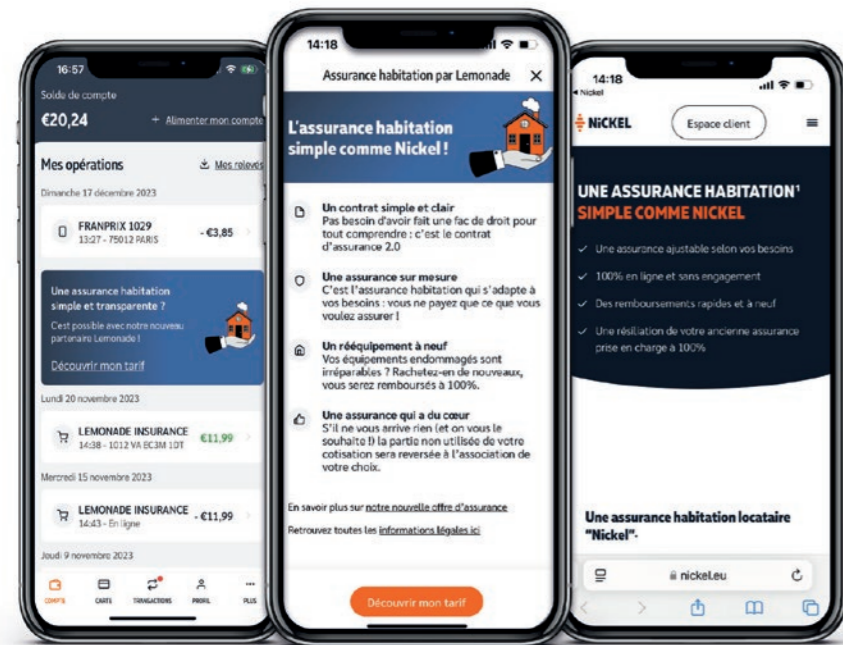 16:57
Solde de compte
€20,24
+ Alimenter mon compte
Mes opérations
Mes relevés
Dimanche 17 décembre 2023
FRANPRIX 1029
13:27 - 75012 PARIS
- €3,85
Une assurance habitation
simple et transparente ?
C'est possible avec notre nouveau
partenaire Lemonade !
Découvrir mon tarif
Lundi 20 novembre 2023
LEMONADE INSURANCE
14:38 - 1012 VA EC3M 1DT
€11,99
Mercredi 15 novembre 2023
LEMONADE INSURANCE
14:43 - En ligne
- €11,99
Jeudi 9 novembre 2023
COMPTE
CARTE
TRANSACTIONS
PROFIL
PLUS
14:18
Assurance habitation par Lemonade
L'assurance habitation
simple comme Nickel !
Un contrat simple et clair
Pas besoin d'avoir fait une fac de droit pour
tout comprendre : c'est le contrat
d'assurance 2.0
Une assurance sur mesure
C'est l'assurance habitation qui s'adapte à
vos besoins : vous ne payez que ce que vous
voulez assurer !
Un rééquipement à neuf
Vos équipements endommagés sont
irréparables ? Rachetez-en de nouveaux,
vous serez remboursés à 100%.
Une assurance qui a du cœur
S'il ne vous arrive rien (et on vous le
souhaite !) la partie non utilisée de votre
cotisation sera reversée à l'association de
votre choix.
En savoir plus sur notre nouvelle offre d'assurance
Retrouvez toutes les informations légales ici
Découvrir mon tarif
14:18
Nickel
NiCKEL
Espace client
UNE ASSURANCE HABITATION¹
SIMPLE COMME NICKEL
Une assurance ajustable selon vos besoins
100% en ligne et sans engagement
Des remboursements rapides et à neuf
Une résiliation de votre ancienne assurance
prise en charge à 100%
Une assurance habitation locataire
"Nickel"·
nickel.eu